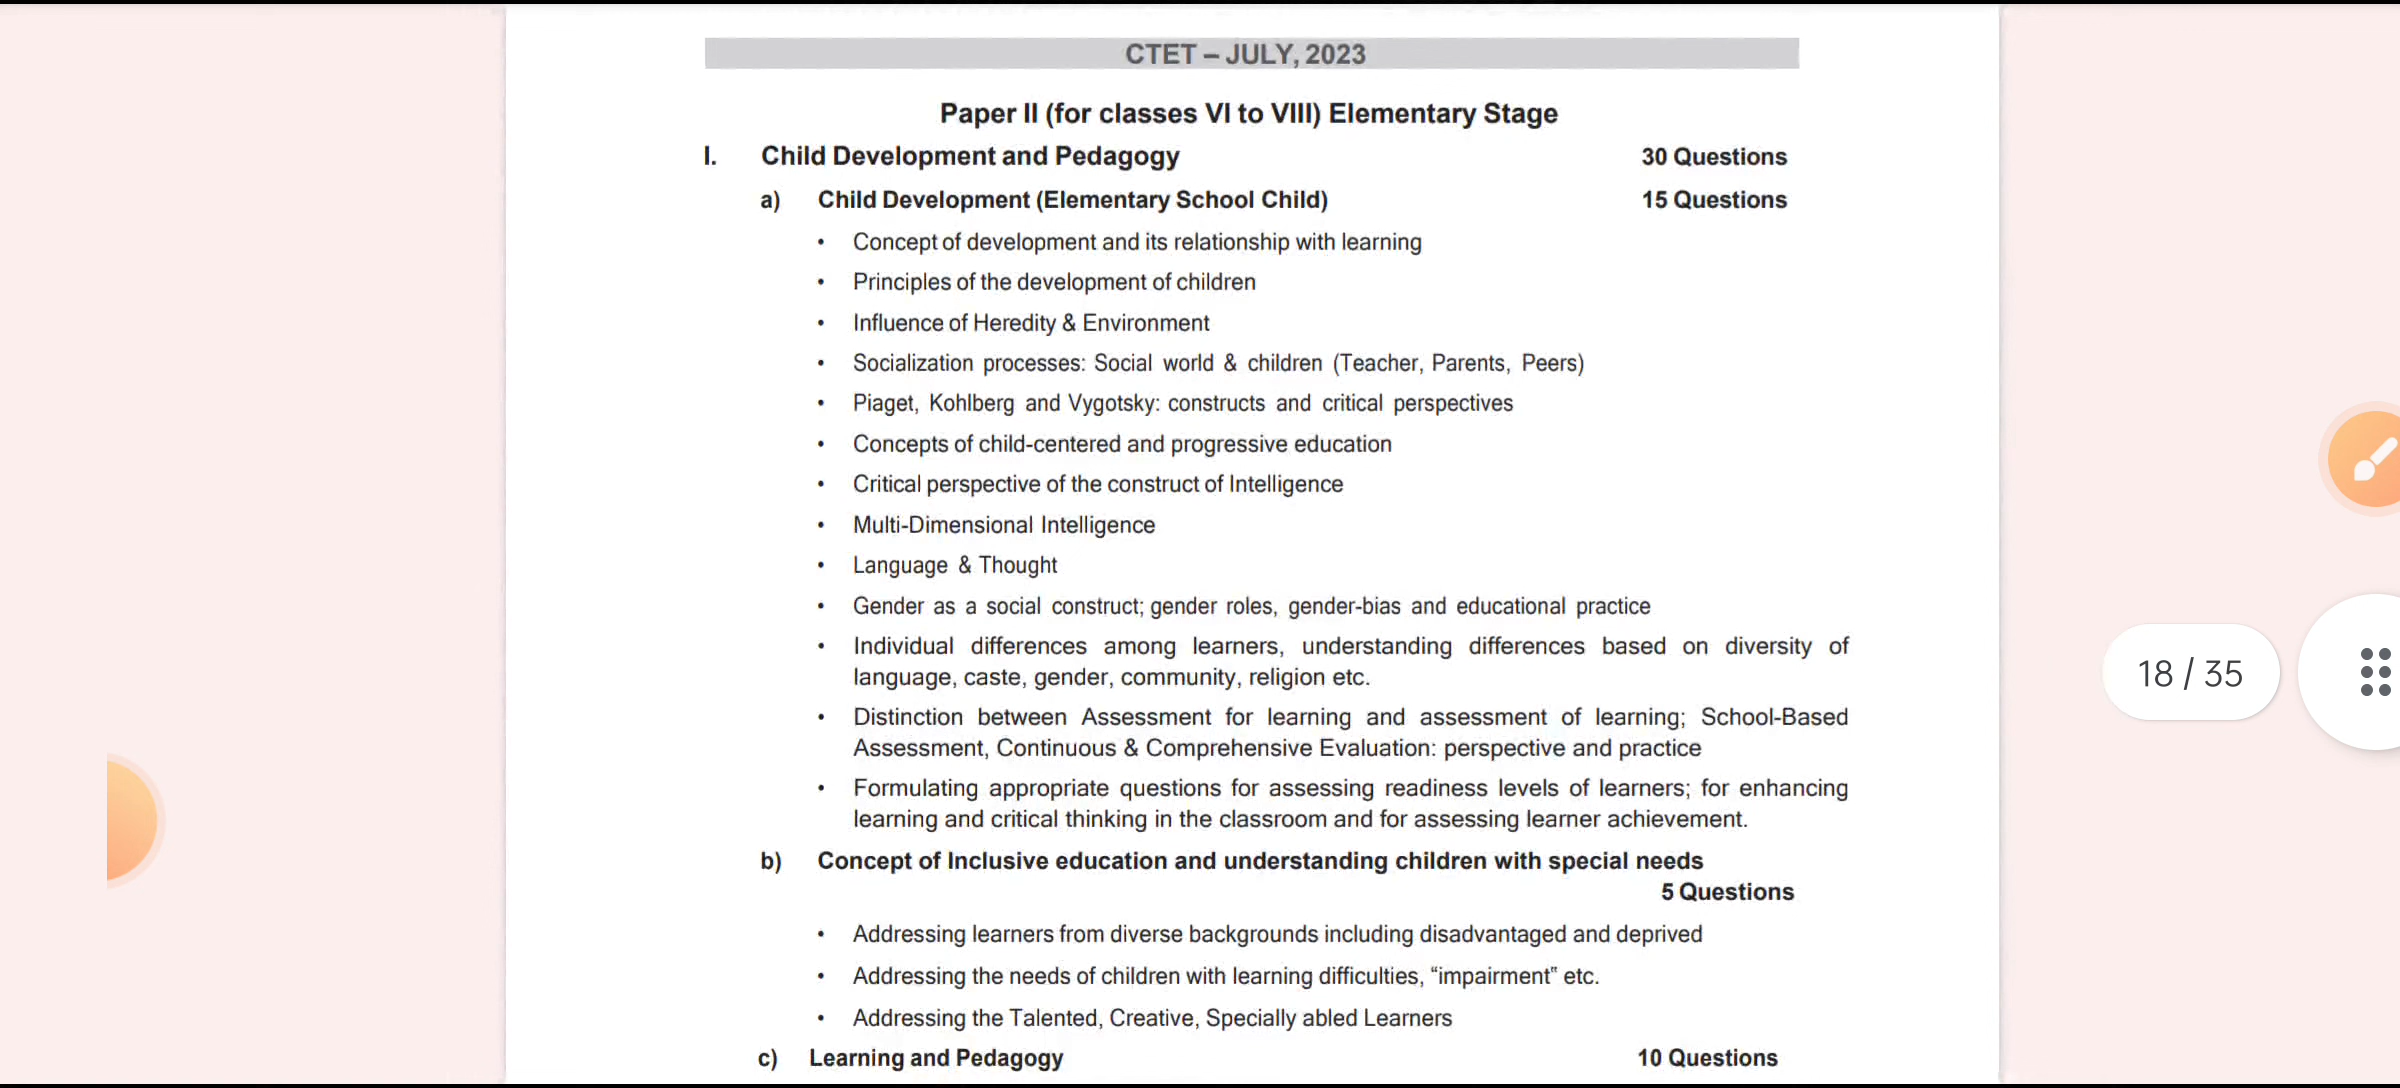 CTET – JULY, 2023
Paper II (for classes VI to VIII) Elementary Stage
I. Child Development and Pedagogy 30 Questions
a) Child Development (Elementary School Child) 15 Questions
• Concept of development and its relationship with learning
• Principles of the development of children
• Influence of Heredity & Environment
• Socialization processes: Social world & children (Teacher, Parents, Peers)
• Piaget, Kohlberg and Vygotsky: constructs and critical perspectives
• Concepts of child-centered and progressive education
• Critical perspective of the construct of Intelligence
• Multi-Dimensional Intelligence
• Language & Thought
• Gender as a social construct; gender roles, gender-bias and educational practice
• Individual differences among learners, understanding differences based on diversity of
language, caste, gender, community, religion etc.
• Distinction between Assessment for learning and assessment of learning; School-Based
Assessment, Continuous & Comprehensive Evaluation: perspective and practice
• Formulating appropriate questions for assessing readiness levels of learners; for enhancing
learning and critical thinking in the classroom and for assessing learner achievement.
b) Concept of Inclusive education and understanding children with special needs
5 Questions
• Addressing learners from diverse backgrounds including disadvantaged and deprived
• Addressing the needs of children with learning difficulties, “impairment” etc.
• Addressing the Talented, Creative, Specially abled Learners
c) Learning and Pedagogy 10 Questions
18 / 35